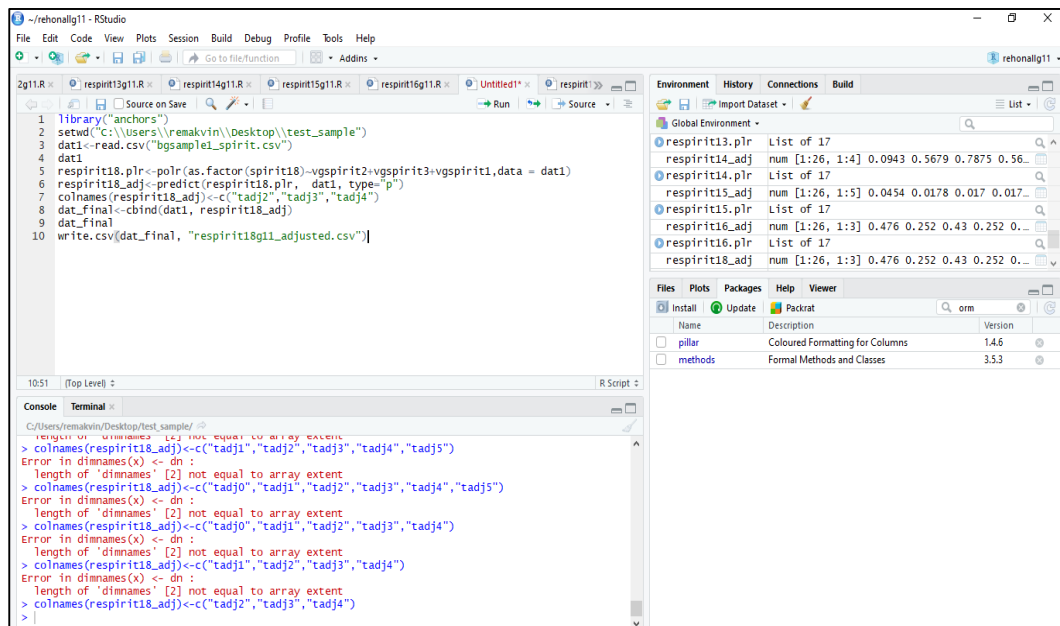 ~/rehonallg11 - RStudio
File Edit Code View Plots Session Build Debug Profile Tools Help
Go to file/function
Addins
rehonallg11
2g11.R × respirit13g11.R × respirit14g11.R × respirit15g11.R × respirit16g11.R × Untitled1* × respirit1
Source on Save Run Source
1 library("anchors")
2 setwd("C:\\Users\\remakvin\\Desktop\\test_sample")
3 dat1<-read.csv("bgsample1_spirit.csv")
4 dat1
5 respirit18.plr<-polr(as.factor(spirit18)~vgspirit2+vgspirit3+vgspirit1,data = dat1)
6 respirit18_adj<-predict(respirit18.plr, dat1, type="p")
7 colnames(respirit18_adj)<-c("tadj2","tadj3","tadj4")
8 dat_final<-cbind(dat1, respirit18_adj)
9 dat_final
10 write.csv(dat_final, "respirit18g11_adjusted.csv")
10:51 (Top Level) R Script
Console Terminal ×
C:/Users/remakvin/Desktop/test_sample/
length of 'dimnames' [2] not equal to array extent
> colnames(respirit18_adj)<-c("tadj1","tadj2","tadj3","tadj4","tadj5")
Error in dimnames(x) <- dn :
length of 'dimnames' [2] not equal to array extent
> colnames(respirit18_adj)<-c("tadj0","tadj1","tadj2","tadj3","tadj4","tadj5")
Error in dimnames(x) <- dn :
length of 'dimnames' [2] not equal to array extent
> colnames(respirit18_adj)<-c("tadj0","tadj1","tadj2","tadj3","tadj4")
Error in dimnames(x) <- dn :
length of 'dimnames' [2] not equal to array extent
> colnames(respirit18_adj)<-c("tadj1","tadj2","tadj3","tadj4")
Error in dimnames(x) <- dn :
length of 'dimnames' [2] not equal to array extent
> colnames(respirit18_adj)<-c("tadj2","tadj3","tadj4")
>
Environment History Connections Build
Import Dataset List
Global Environment
respirit13.plr List of 17
respirit14_adj num [1:26, 1:4] 0.0943 0.5679 0.7875 0.56…
respirit14.plr List of 17
respirit15_adj num [1:26, 1:5] 0.0454 0.0178 0.017 0.017…
respirit15.plr List of 17
respirit16_adj num [1:26, 1:3] 0.476 0.252 0.43 0.252 0.…
respirit16.plr List of 17
respirit18_adj num [1:26, 1:3] 0.476 0.252 0.43 0.252 0.…
Files Plots Packages Help Viewer
Install Update Packrat orm
Name Description Version
pillar Coloured Formatting for Columns 1.4.6
methods Formal Methods and Classes 3.5.3